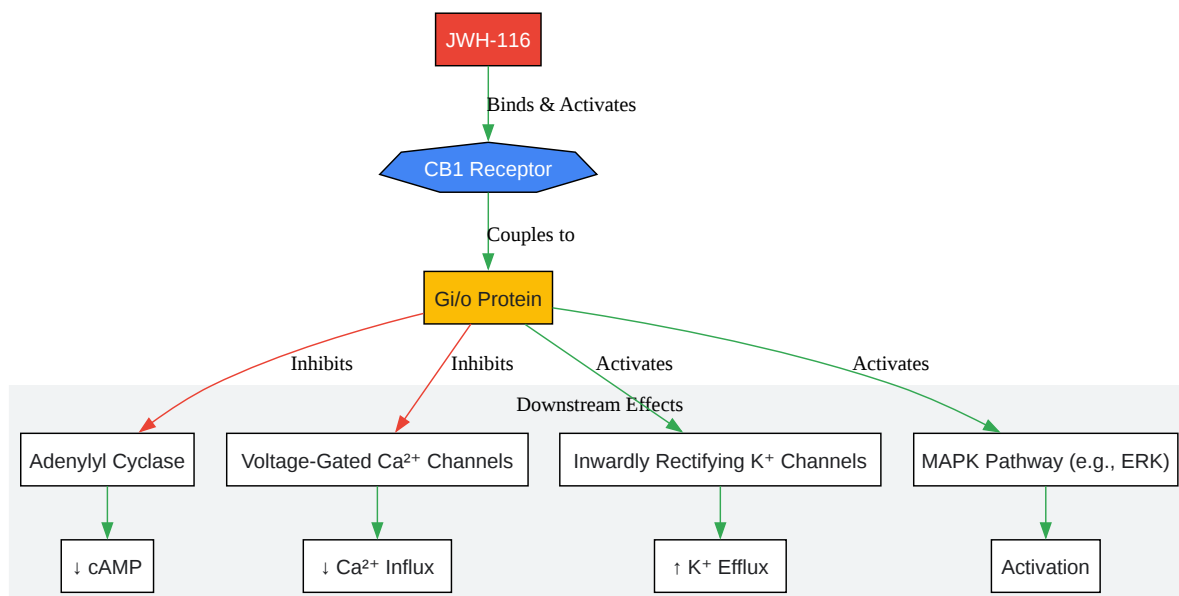 JWH-116
Binds & Activates
CB1 Receptor
Couples to
Gi/o Protein
Inhibits
Inhibits
Activates
Activates
Downstream Effects
Adenylyl Cyclase
Voltage-Gated Ca²⁺ Channels
Inwardly Rectifying K⁺ Channels
MAPK Pathway (e.g., ERK)
↓ cAMP
↓ Ca²⁺ Influx
↑ K⁺ Efflux
Activation